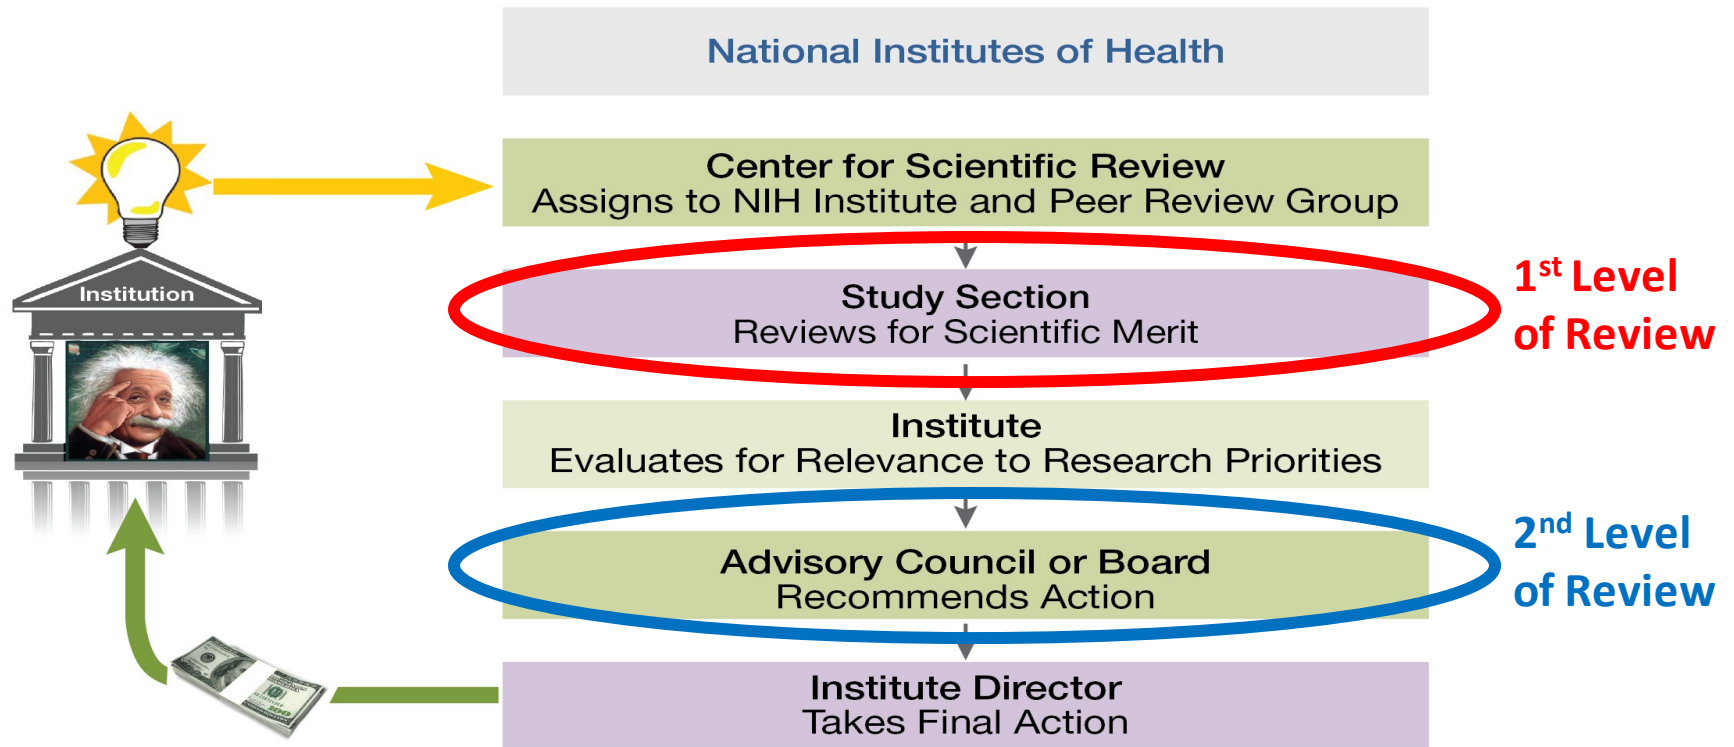 National Institutes of Health
Center for Scientific Review
Assigns to NIH Institute and Peer Review Group
Institution
Study Section
Reviews for Scientific Merit
1st Level
of Review
Institute
Evaluates for Relevance to Research Priorities
Advisory Council or Board
Recommends Action
2nd Level
of Review
Institute Director
Takes Final Action
100